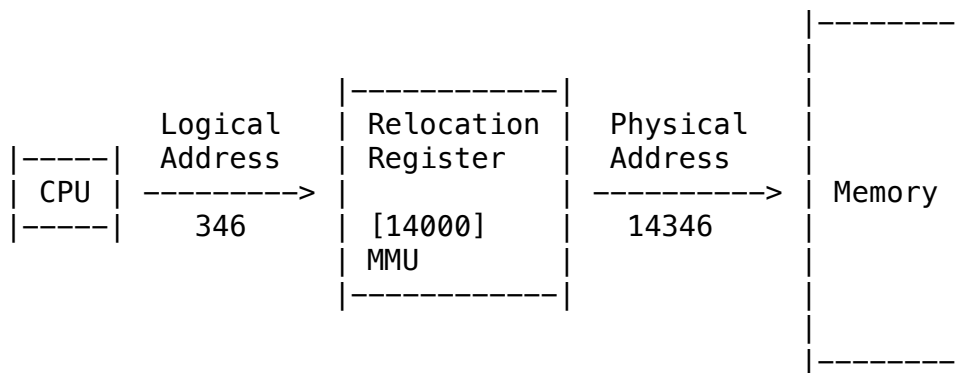 Logical Address
346
CPU
Relocation Register
[14000]
MMU
Physical Address
14346
Memory